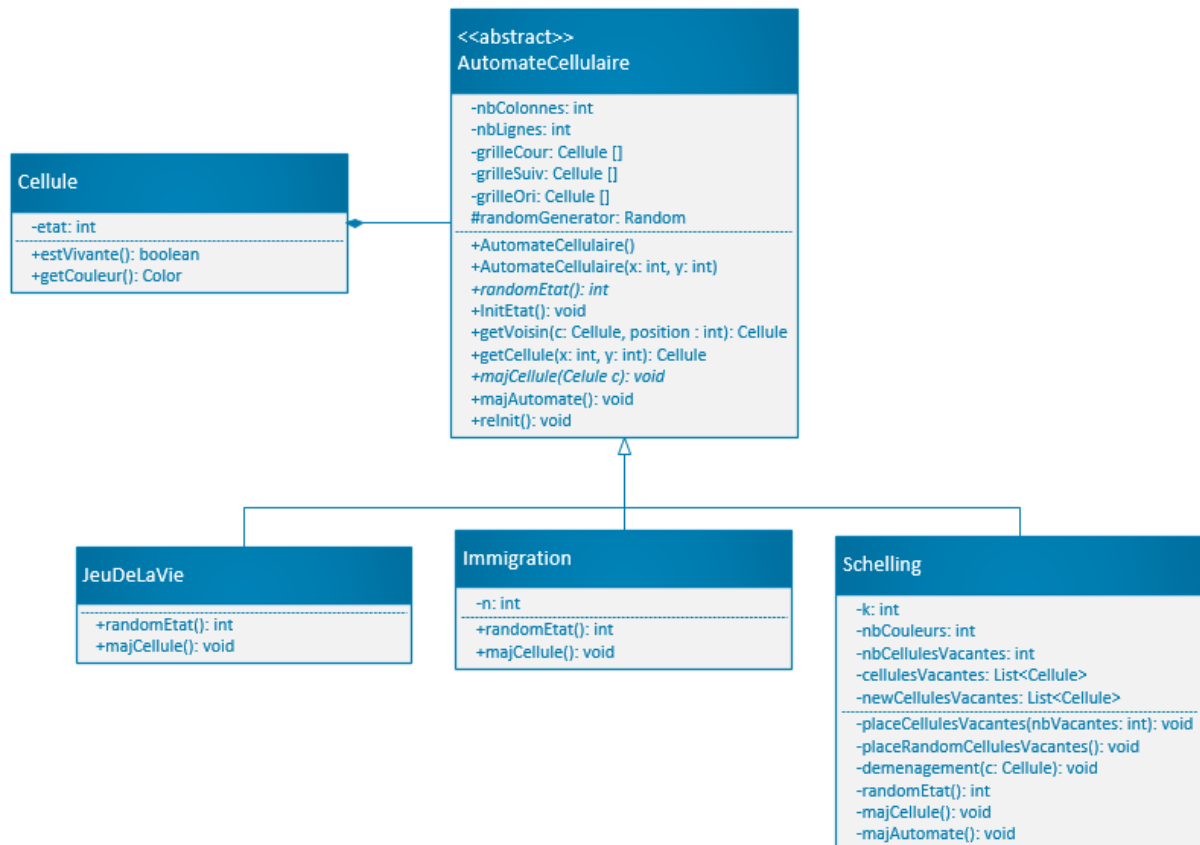 <<abstract>>
AutomateCellulaire
-nbColonnes: int
-nbLignes: int
-grilleCour: Cellule []
-grilleSuiv: Cellule []
-grilleOri: Cellule []
#randomGenerator: Random
+AutomateCellulaire()
+AutomateCellulaire(x: int, y: int)
+randomEtat(): int
+InitEtat(): void
+getVoisin(c: Cellule, position : int): Cellule
+getCellule(x: int, y: int): Cellule
+majCellule(Celule c): void
+majAutomate(): void
+reInit(): void
Cellule
-etat: int
+estVivante(): boolean
+getCouleur(): Color
JeuDeLaVie
+randomEtat(): int
+majCellule(): void
Immigration
-n: int
+randomEtat(): int
+majCellule(): void
Schelling
-k: int
-nbCouleurs: int
-nbCellulesVacantes: int
-cellulesVacantes: List<Cellule>
-newCellulesVacantes: List<Cellule>
-placeCellulesVacantes(nbVacantes: int): void
-placeRandomCellulesVacantes(): void
-demenagement(c: Cellule): void
-randomEtat(): int
-majCellule(): void
-majAutomate(): void